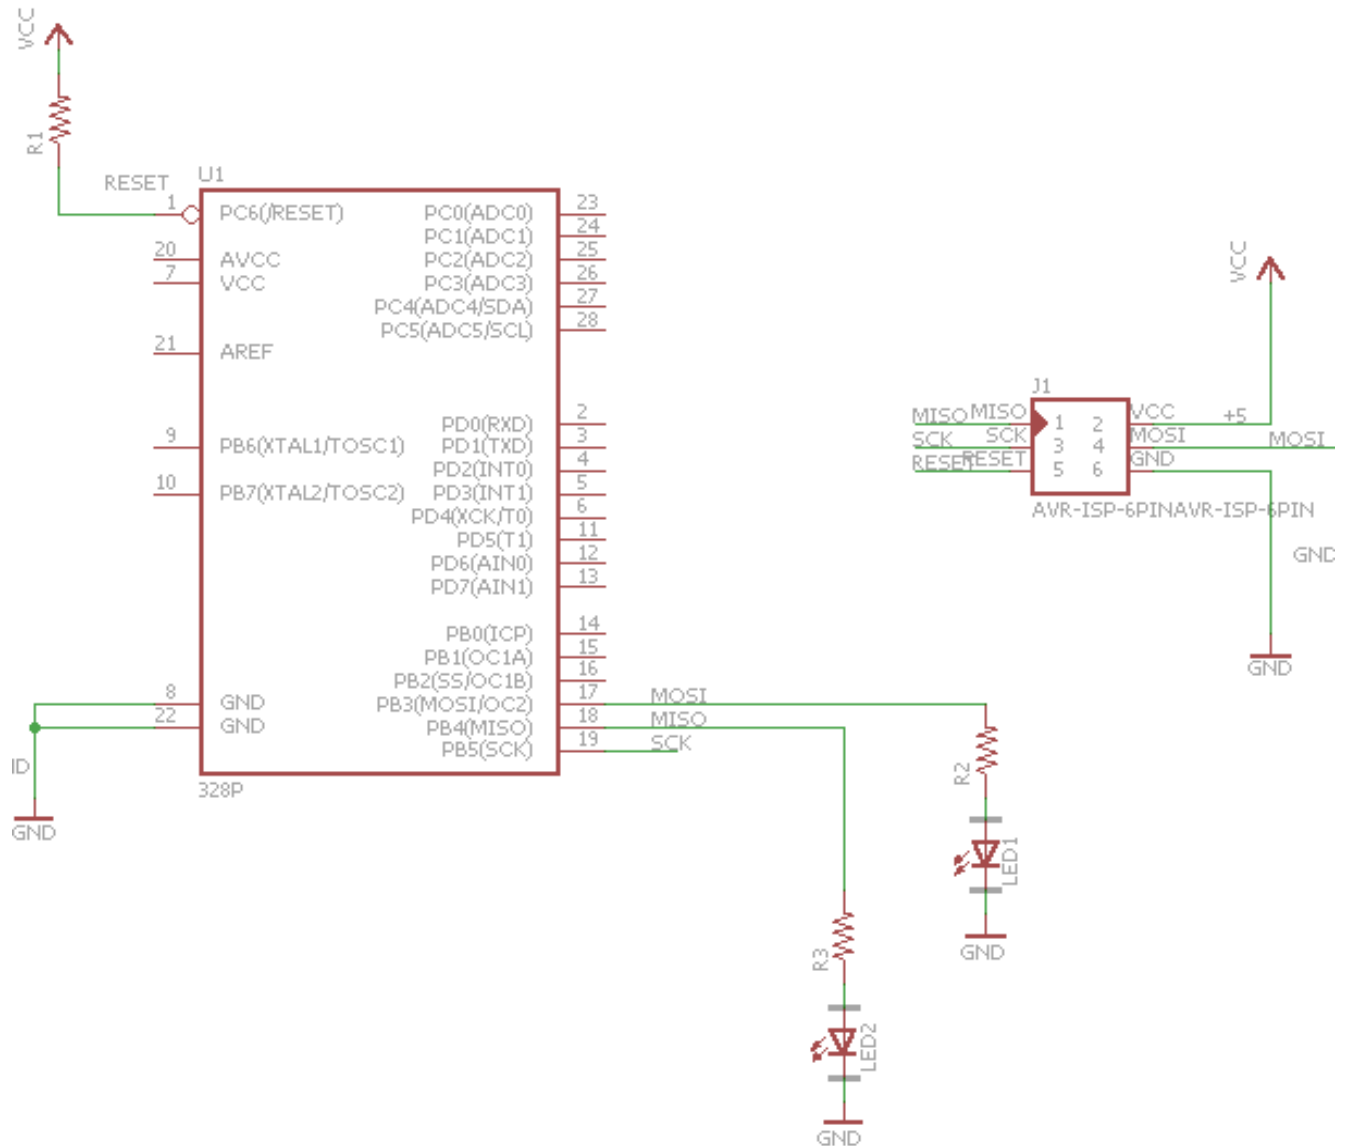 VCC
R1
RESET
U1
1 PC6(/RESET) PC0(ADC0) 23
PC1(ADC1) 24
20 AVCC PC2(ADC2) 25
7 VCC PC3(ADC3) 26
PC4(ADC4/SDA) 27
PC5(ADC5/SCL) 28
21 AREF
PD0(RXD) 2
9 PB6(XTAL1/TOSC1) PD1(TXD) 3
PD2(INT0) 4
10 PB7(XTAL2/TOSC2) PD3(INT1) 5
PD4(XCK/T0) 6
PD5(T1) 11
PD6(AIN0) 12
PD7(AIN1) 13
PB0(ICP) 14
PB1(OC1A) 15
PB2(SS/OC1B) 16
8 GND PB3(MOSI/OC2) 17 MOSI
22 GND PB4(MISO) 18 MISO
PB5(SCK) 19 SCK
ID
328P
GND
VCC
J1
MISO MISO 1 2 VCC +5
SCK SCK 3 4 MOSI MOSI
RESET RESET 5 6 GND
AVR-ISP-6PINAVR-ISP-6PIN
GND
GND
R2
LED1
GND
R3
LED2
GND